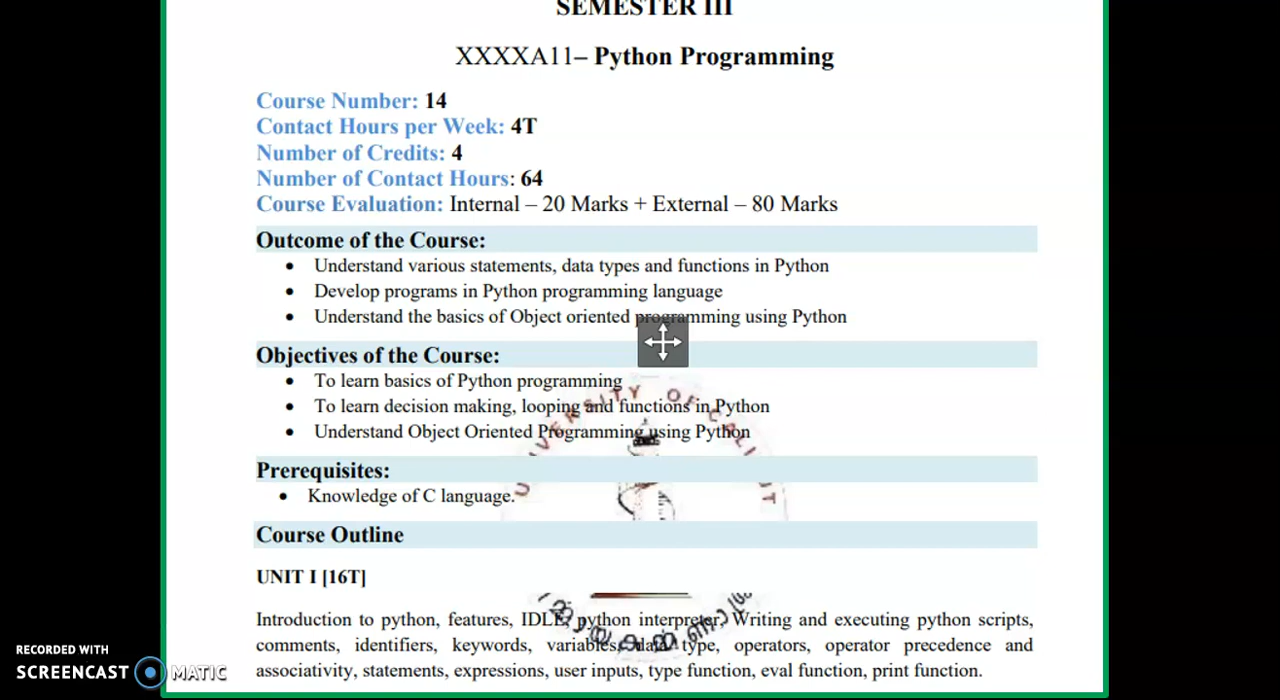 SEMESTER III
XXXXA11– Python Programming
Course Number: 14
Contact Hours per Week: 4T
Number of Credits: 4
Number of Contact Hours: 64
Course Evaluation: Internal – 20 Marks + External – 80 Marks
Outcome of the Course:
• Understand various statements, data types and functions in Python
• Develop programs in Python programming language
• Understand the basics of Object oriented programming using Python
Objectives of the Course:
• To learn basics of Python programming
• To learn decision making, looping and functions in Python
• Understand Object Oriented Programming using Python
UNIVERSITY OF CALICUT
Prerequisites:
• Knowledge of C language.
Course Outline
UNIT I [16T]
Introduction to python, features, IDLE, python interpreter, Writing and executing python scripts,
comments, identifiers, keywords, variables, data type, operators, operator precedence and
associativity, statements, expressions, user inputs, type function, eval function, print function.
RECORDED WITH
SCREENCAST MATIC